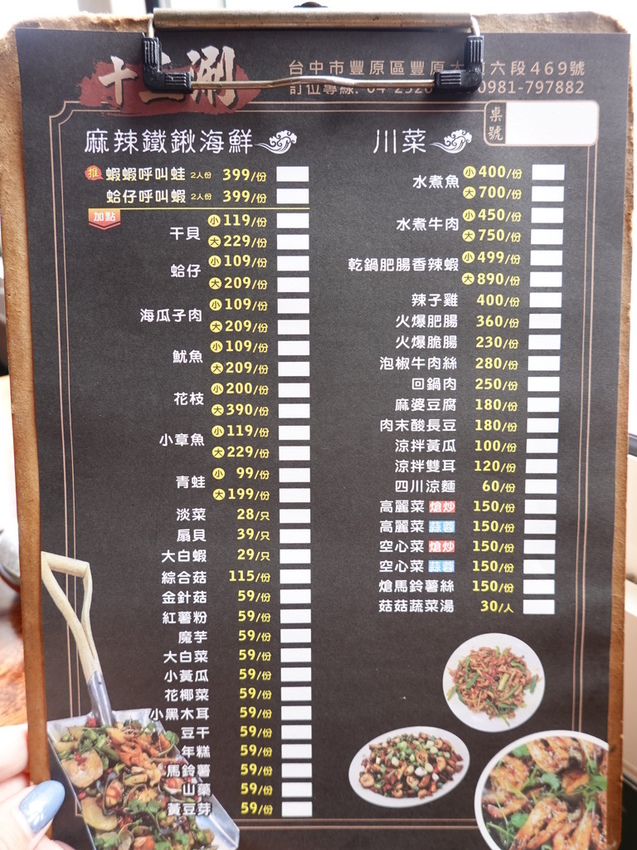 十二涮
台中市豐原區豐原大 六段469號
訂位專線: 04-2520 0981-797882
桌號
麻辣鐵鍬海鮮
推 蝦蝦呼叫蛙 2人份 399/份
蛤仔呼叫蝦 2人份 399/份
加點
干貝 小 119/份
大 229/份
蛤仔 小 109/份
大 209/份
海瓜子肉 小 109/份
大 209/份
魷魚 小 109/份
大 209/份
花枝 小 200/份
大 390/份
小章魚 小 119/份
大 229/份
青蛙 小 99/份
大 199/份
淡菜 28/只
扇貝 39/只
大白蝦 29/只
綜合菇 115/份
金針菇 59/份
紅薯粉 59/份
魔芋 59/份
大白菜 59/份
小黃瓜 59/份
花椰菜 59/份
小黑木耳 59/份
豆干 59/份
年糕 59/份
馬鈴薯 59/份
山藥 59/份
黃豆芽 59/份
川菜
水煮魚 小 400/份
大 700/份
水煮牛肉 小 450/份
大 750/份
乾鍋肥腸香辣蝦 小 499/份
大 890/份
辣子雞 400/份
火爆肥腸 360/份
火爆脆腸 230/份
泡椒牛肉絲 280/份
回鍋肉 250/份
麻婆豆腐 180/份
肉末酸長豆 180/份
涼拌黃瓜 100/份
涼拌雙耳 120/份
四川涼麵 60/份
高麗菜 熗炒 150/份
高麗菜 蒜蓉 150/份
空心菜 熗炒 150/份
空心菜 蒜蓉 150/份
熗馬鈴薯絲 150/份
菇菇蔬菜湯 30/人